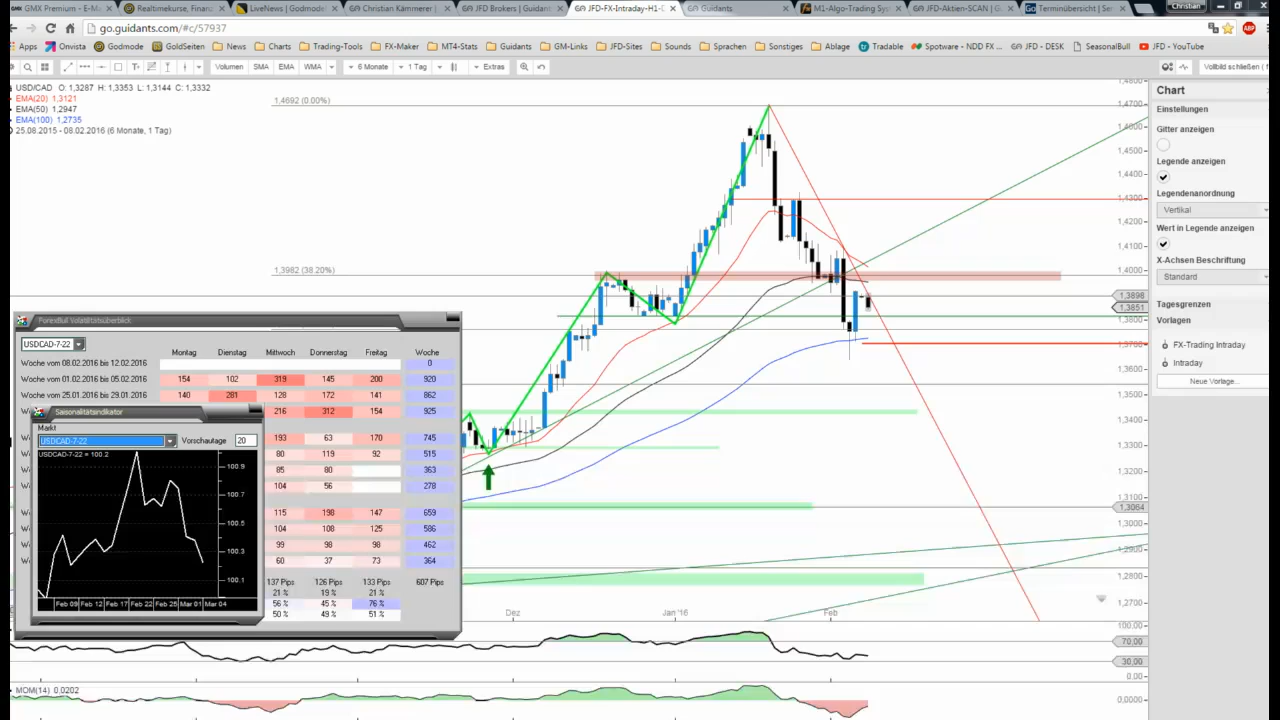 GMX Premium - E-Ma
Realtimekurse, Finanz
LiveNews | Godmode
Christian Kämmerer |
JFD Brokers | Guidant
JFD-FX-Intraday-H1-D
Guidants
M1-Algo-Trading Sys
JFD-Aktien-SCAN | G
Terminübersicht | Ser
Christian
go.guidants.com/#c/57937
Apps
Onvista
Godmode
GoldSeiten
News
Charts
Trading-Tools
FX-Maker
MT4-Stats
Guidants
GM-Links
JFD-Sites
Sounds
Sprachen
Sonstiges
Ablage
Tradable
Spotware - NDD FX ...
JFD - DESK
SeasonalBull
JFD - YouTube
Volumen
SMA
EMA
WMA
6 Monate
1 Tag
Extras
Vollbild schließen
USD/CAD O: 1,3287 H: 1,3353 L: 1,3144 C: 1,3332
EMA(20) 1,3121
EMA(50) 1,2947
EMA(100) 1,2735
25.08.2015 - 08.02.2016 (6 Monate, 1 Tag)
1,4692 (0.00%)
1,3982 (38.20%)
1,4700
1,4600
1,4500
1,4400
1,4300
1,4200
1,4100
1,4000
1,3898
1,3851
1,3800
1,3700
1,3600
1,3500
1,3400
1,3300
1,3200
1,3100
1,3064
1,3000
1,2900
1,2800
1,2700
100.00
70.00
30.00
0.00
0,0000
Dez
Jan '16
Feb
MOM(14) 0,0202
Chart
Einstellungen
Gitter anzeigen
Legende anzeigen
Legendenanordnung
Vertikal
Wert in Legende anzeigen
X-Achsen Beschriftung
Standard
Tagesgrenzen
Vorlagen
FX-Trading Intraday
Intraday
Neue Vorlage...
ForexBull Volatilitätsüberblick
USDCAD-7-22
Montag Dienstag Mittwoch Donnerstag Freitag Woche
Woche vom 08.02.2016 bis 12.02.2016 0
Woche vom 01.02.2016 bis 05.02.2016 154 102 319 145 200 920
Woche vom 25.01.2016 bis 29.01.2016 140 281 128 172 141 862
216 312 154 925
193 63 170 745
80 119 92 515
85 80 363
104 56 278
115 198 147 659
104 108 125 586
99 98 98 462
60 37 73 364
137 Pips 126 Pips 133 Pips 607 Pips
21 % 19 % 21 %
56 % 45 % 76 %
50 % 49 % 51 %
Saisonalitätsindikator
Markt
USDCAD-7-22
Vorschautage
20
USDCAD-7-22 = 100.2
100.9
100.7
100.5
100.3
100.1
Feb 09
Feb 12
Feb 17
Feb 22
Feb 25
Mar 01
Mar 04